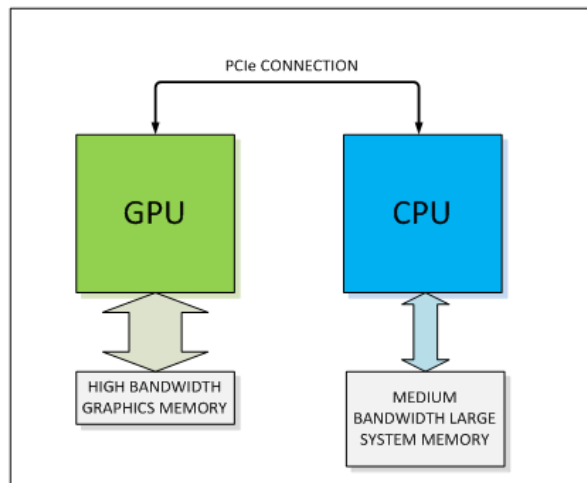 PCIe CONNECTION
GPU
CPU
HIGH BANDWIDTH
GRAPHICS MEMORY
MEDIUM
BANDWIDTH LARGE
SYSTEM MEMORY